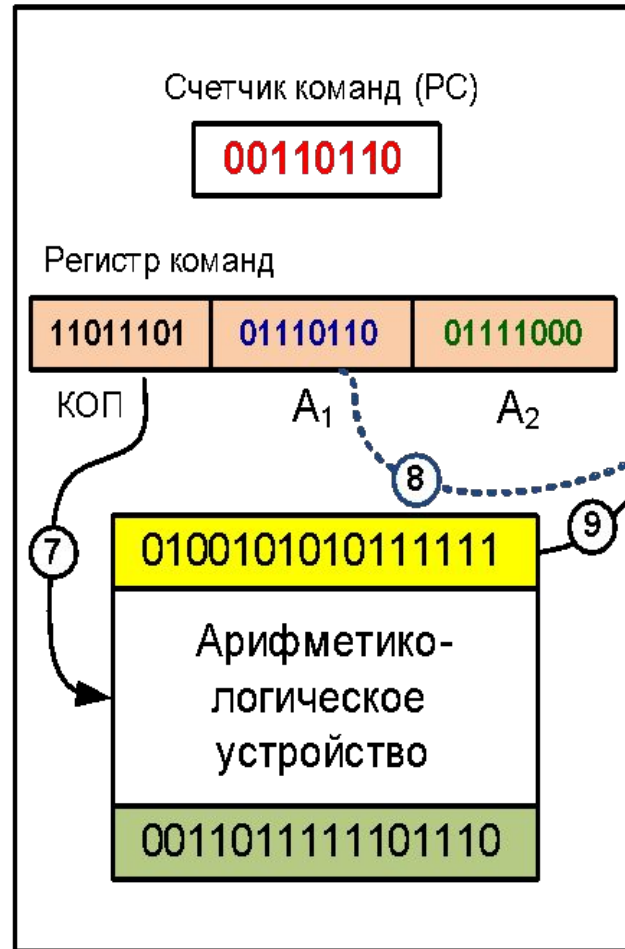 Счетчик команд (PC)
00110110
Регистр команд
11011101 01110110 01111000
КОП A₁ A₂
8
9
7
0100101010111111
Арифметико-
логическое
устройство
0011011111101110